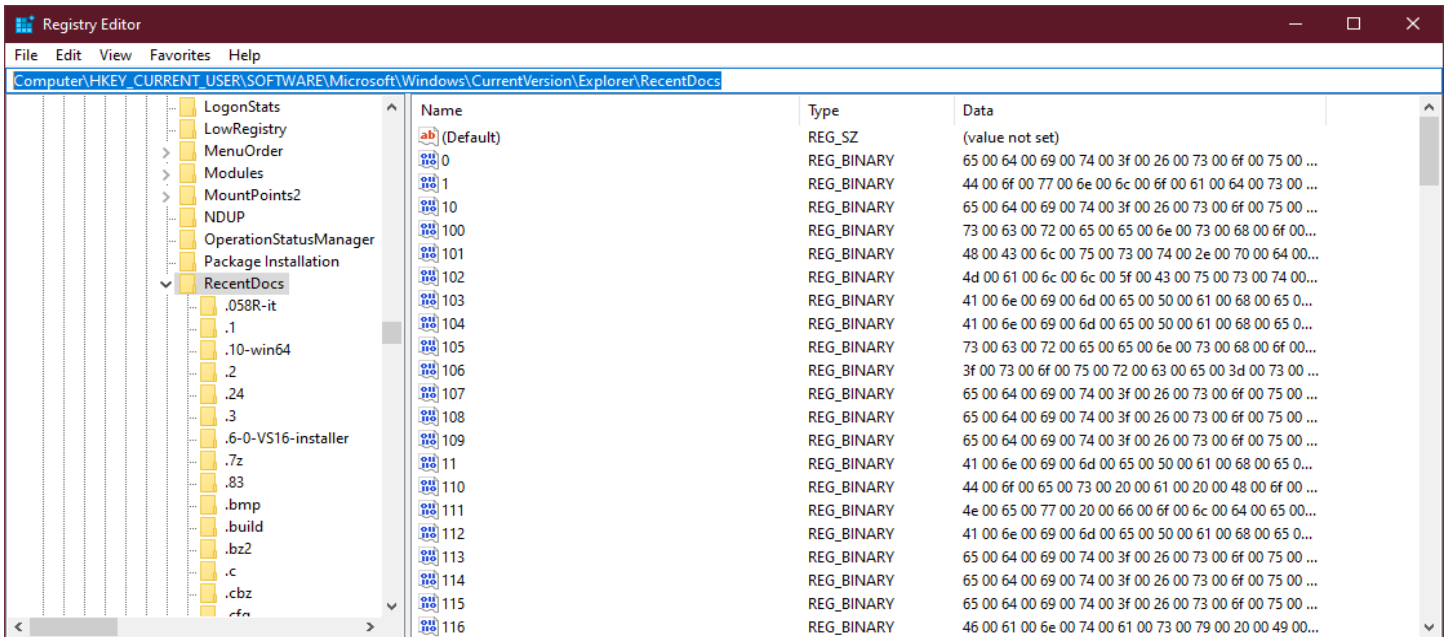 Registry Editor
File Edit View Favorites Help
Computer\HKEY_CURRENT_USER\SOFTWARE\Microsoft\Windows\CurrentVersion\Explorer\RecentDocs
LogonStats
LowRegistry
MenuOrder
Modules
MountPoints2
NDUP
OperationStatusManager
Package Installation
RecentDocs
.058R-it
.1
.10-win64
.2
.24
.3
.6-0-VS16-installer
.7z
.83
.bmp
.build
.bz2
.c
.cbz
.cfg
Name Type Data
(Default) REG_SZ (value not set)
0 REG_BINARY 65 00 64 00 69 00 74 00 3f 00 26 00 73 00 6f 00 75 00 ...
1 REG_BINARY 44 00 6f 00 77 00 6e 00 6c 00 6f 00 61 00 64 00 73 00 ...
10 REG_BINARY 65 00 64 00 69 00 74 00 3f 00 26 00 73 00 6f 00 75 00 ...
100 REG_BINARY 73 00 63 00 72 00 65 00 65 00 6e 00 73 00 68 00 6f 00...
101 REG_BINARY 48 00 43 00 6c 00 75 00 73 00 74 00 2e 00 70 00 64 00...
102 REG_BINARY 4d 00 61 00 6c 00 6c 00 5f 00 43 00 75 00 73 00 74 00...
103 REG_BINARY 41 00 6e 00 69 00 6d 00 65 00 50 00 61 00 68 00 65 0...
104 REG_BINARY 41 00 6e 00 69 00 6d 00 65 00 50 00 61 00 68 00 65 0...
105 REG_BINARY 73 00 63 00 72 00 65 00 65 00 6e 00 73 00 68 00 6f 00...
106 REG_BINARY 3f 00 73 00 6f 00 75 00 72 00 63 00 65 00 3d 00 73 00 ...
107 REG_BINARY 65 00 64 00 69 00 74 00 3f 00 26 00 73 00 6f 00 75 00 ...
108 REG_BINARY 65 00 64 00 69 00 74 00 3f 00 26 00 73 00 6f 00 75 00 ...
109 REG_BINARY 65 00 64 00 69 00 74 00 3f 00 26 00 73 00 6f 00 75 00 ...
11 REG_BINARY 41 00 6e 00 69 00 6d 00 65 00 50 00 61 00 68 00 65 0...
110 REG_BINARY 44 00 6f 00 65 00 73 00 20 00 61 00 20 00 48 00 6f 00 ...
111 REG_BINARY 4e 00 65 00 77 00 20 00 66 00 6f 00 6c 00 64 00 65 00...
112 REG_BINARY 41 00 6e 00 69 00 6d 00 65 00 50 00 61 00 68 00 65 0...
113 REG_BINARY 65 00 64 00 69 00 74 00 3f 00 26 00 73 00 6f 00 75 00 ...
114 REG_BINARY 65 00 64 00 69 00 74 00 3f 00 26 00 73 00 6f 00 75 00 ...
115 REG_BINARY 65 00 64 00 69 00 74 00 3f 00 26 00 73 00 6f 00 75 00 ...
116 REG_BINARY 46 00 61 00 6e 00 74 00 61 00 73 00 79 00 20 00 49 00...